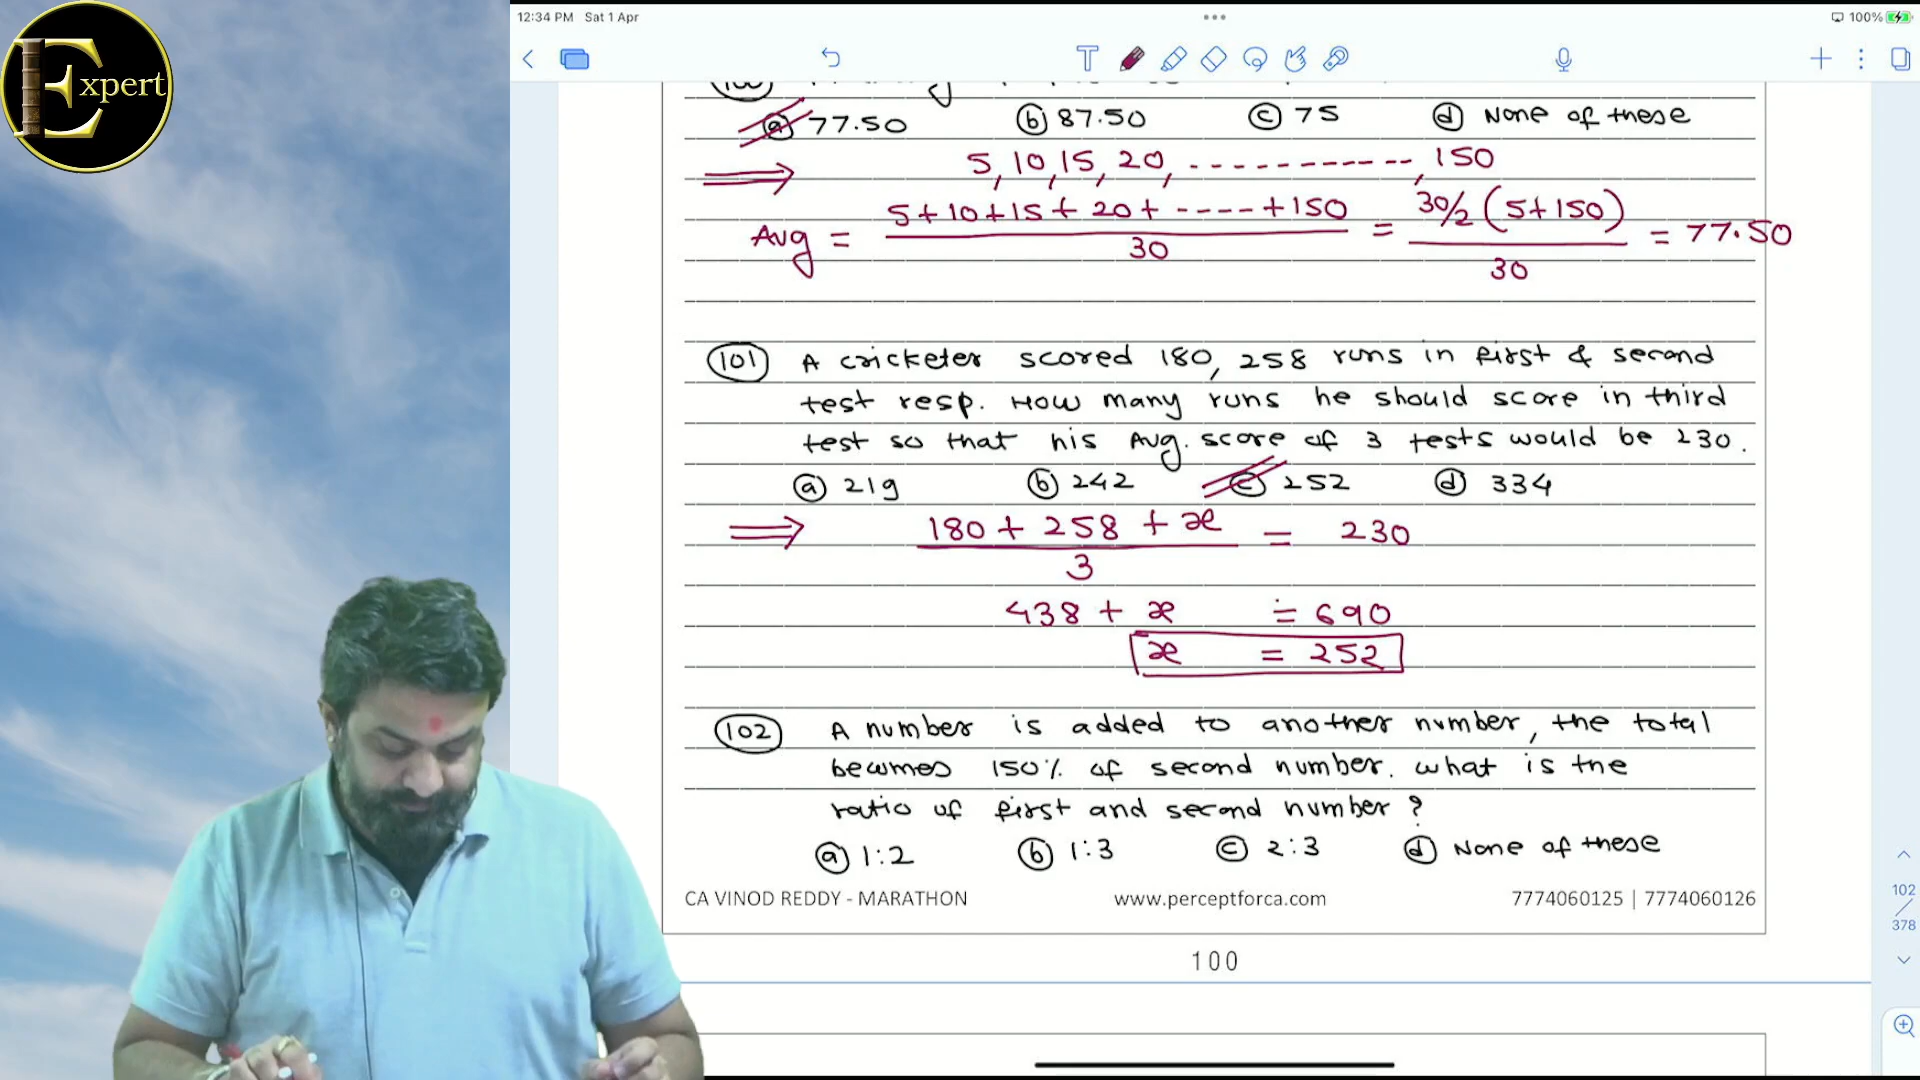 Expert
12:34 PM Sat 1 Apr
100%
(a) 77.50 (b) 87.50 (c) 75 (d) None of these
5, 10, 15, 20, ------------, 150
Avg = 5+10+15+20+ ----- +150 / 30 = 30/2 (5+150) / 30 = 77.50
101 A cricketer scored 180, 258 runs in first & second
test resp. How many runs he should score in third
test so that his Avg. score of 3 tests would be 230.
(a) 219 (b) 242 (c) 252 (d) 334
⟹ 180 + 258 + x / 3 = 230
438 + x = 690
x = 252
102 A number is added to another number, the total
becomes 150% of second number. what is the
ratio of first and second number ?
(a) 1:2 (b) 1:3 (c) 2:3 (d) None of these
CA VINOD REDDY - MARATHON www.perceptforca.com 7774060125 | 7774060126
100
102 / 378